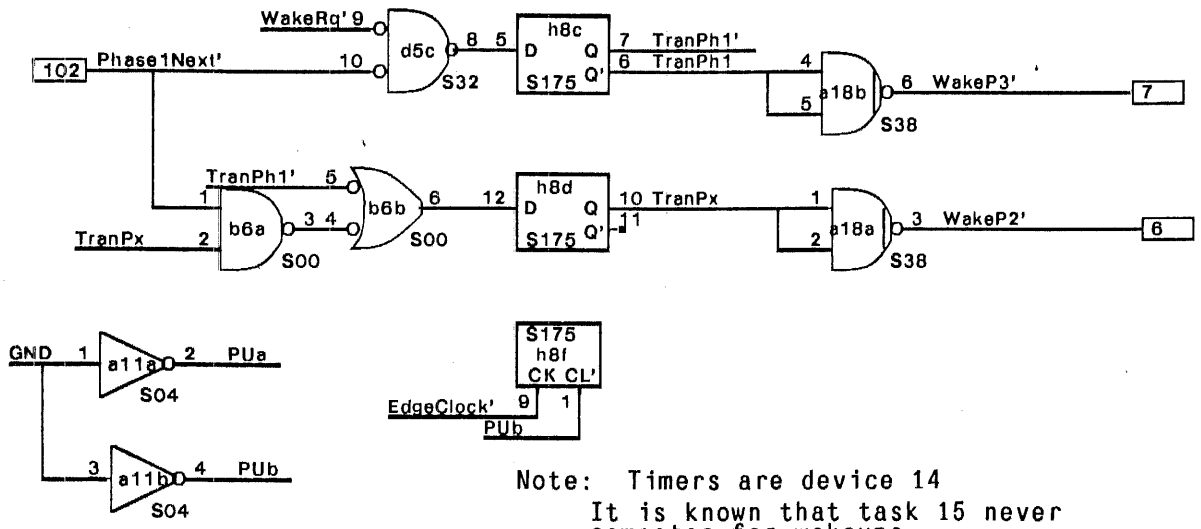 WakeRq' 9
d5c
8 5
S32
h8c
D Q
Q'
S175
7 TranPh1'
6 TranPh1
4
5
a18b
6 WakeP3'
S38
7
102
Phase1Next'
10
TranPh1' 5
1
TranPx 2
b6a
S00
3 4
b6b
6
S00
12
h8d
D Q
Q'
S175
10 TranPx
11
1
2
a18a
3 WakeP2'
S38
6
GND 1
a11a
2 PUa
S04
3
a11b
4 PUb
S04
S175
h8f
CK CL'
9 1
EdgeClock'
PUb
Note: Timers are device 14
It is known that task 15 never